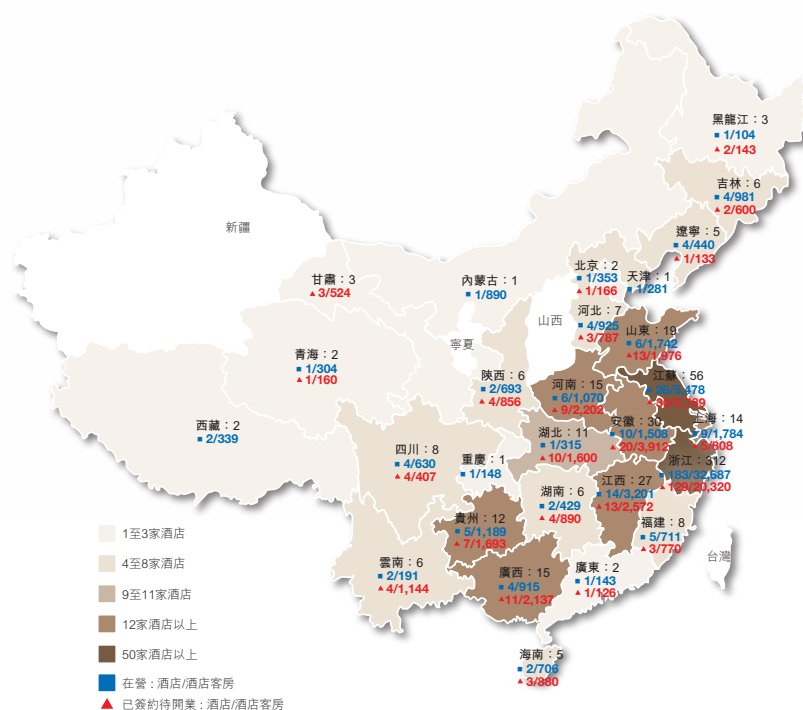 黑龍江：3
■ 1/104
▲ 2/143
吉林：6
■ 4/981
▲ 2/600
遼寧：5
■ 4/440
▲ 1/133
新疆
北京：2
■ 1/353
▲ 1/166
天津：1
■ 1/281
甘肅：3
▲ 3/524
內蒙古：1
■ 1/890
河北：7
■ 4/925
▲ 3/787
山西
山東：19
■ 6/1,742
▲ 13/1,976
寧夏
青海：2
■ 1/304
▲ 1/160
陝西：6
■ 2/693
▲ 4/856
河南：15
■ 6/1,070
▲ 9/2,202
江蘇：56
安徽：30
■ 10/1,508
▲ 20/3,912
上海：14
■ 9/1,784
▲ 5/808
西藏：2
■ 2/339
湖北：11
■ 1/315
▲ 10/1,600
四川：8
■ 4/630
▲ 4/407
重慶：1
■ 1/148
浙江：312
■ 183/32,687
▲ 129/20,320
江西：27
■ 14/3,201
▲ 13/2,572
湖南：6
■ 2/429
▲ 4/890
貴州：12
■ 5/1,189
▲ 7/1,693
福建：8
■ 5/711
▲ 3/770
台灣
雲南：6
■ 2/191
▲ 4/1,144
廣西：15
■ 4/915
▲ 11/2,137
廣東：2
■ 1/143
▲ 1/126
海南：5
■ 2/706
▲ 3/880
1至3家酒店
4至8家酒店
9至11家酒店
12家酒店以上
50家酒店以上
在營：酒店/酒店客房
▲ 已簽約待開業：酒店/酒店客房